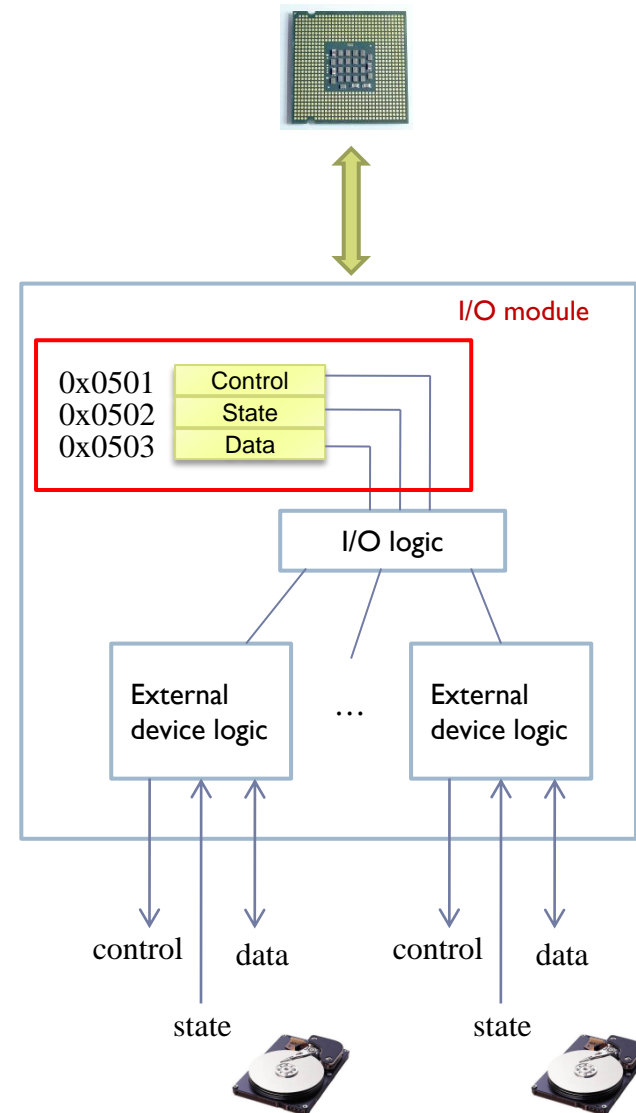 I/O module
0x0501 Control
0x0502 State
0x0503 Data
I/O logic
External
device logic
...
External
device logic
control
data
control
data
state
state